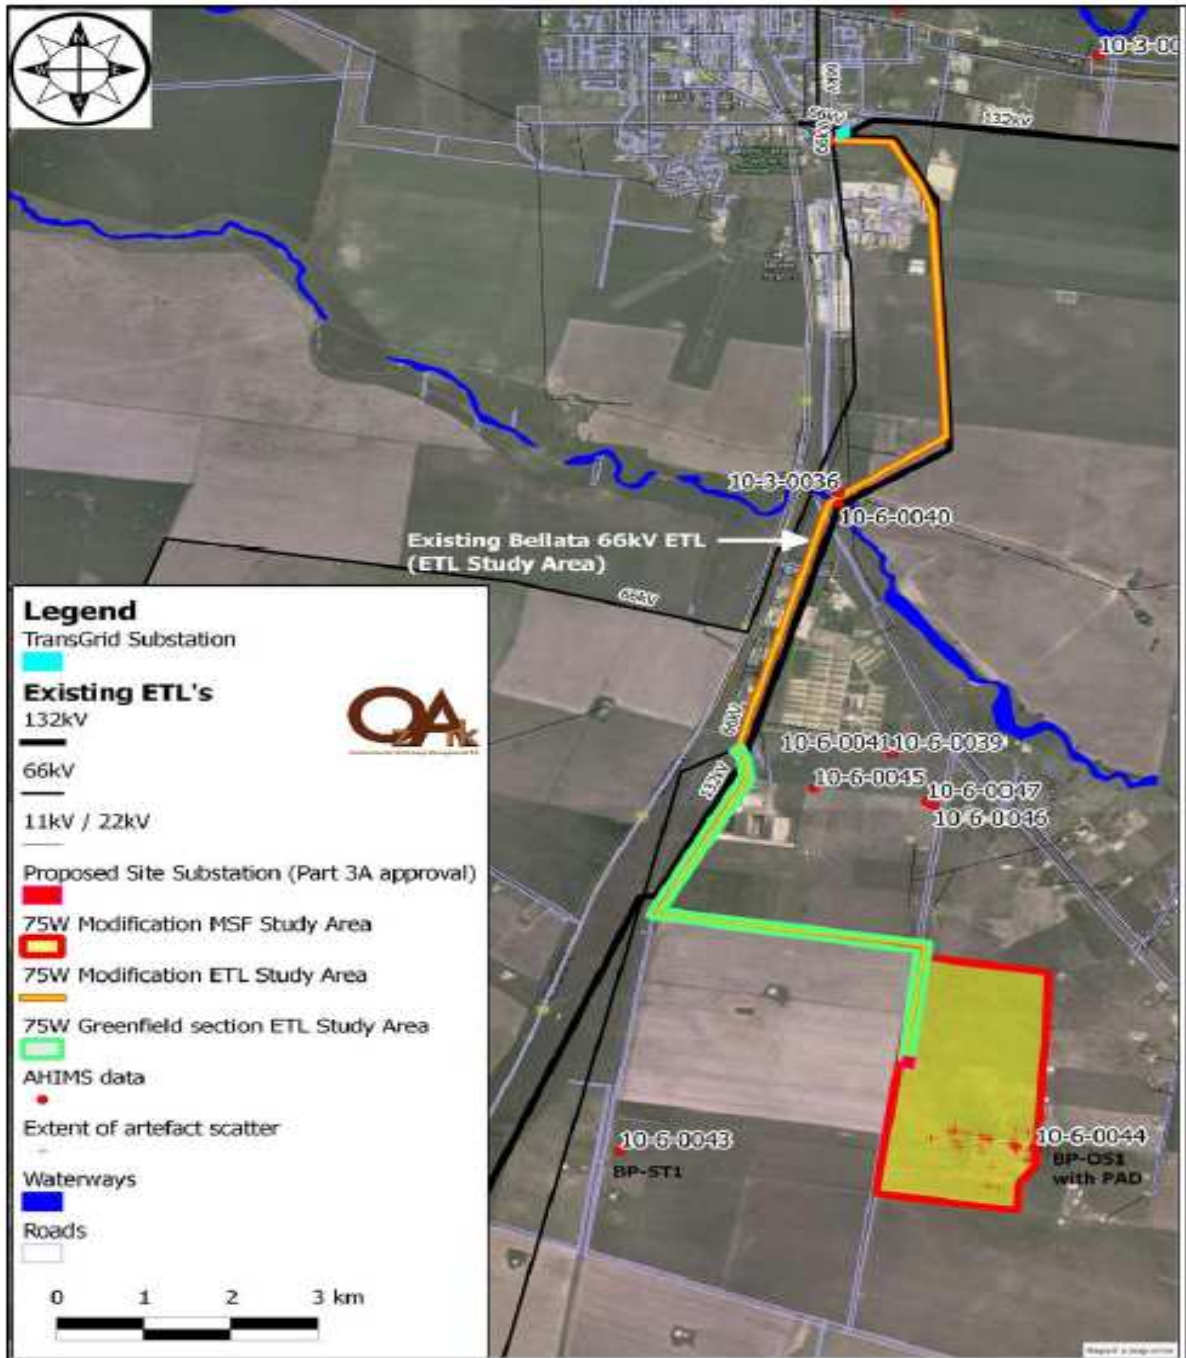 N
W
E
S
10-3-00
66kV
132kV
10-3-0036
10-6-0040
Existing Bellata 66kV ETL
(ETL Study Area)
66kV
Legend
TransGrid Substation
Existing ETL's
132kV
66kV
11kV / 22kV
Proposed Site Substation (Part 3A approval)
75W Modification MSF Study Area
75W Modification ETL Study Area
75W Greenfield section ETL Study Area
AHIMS data
Extent of artefact scatter
Waterways
Roads
0 1 2 3 km
OzArk
132kV
10-6-0041
10-6-0039
10-6-0045
10-6-0047
10-6-0046
10-6-0043
BP-ST1
10-6-0044
BP-OS1
with PAD